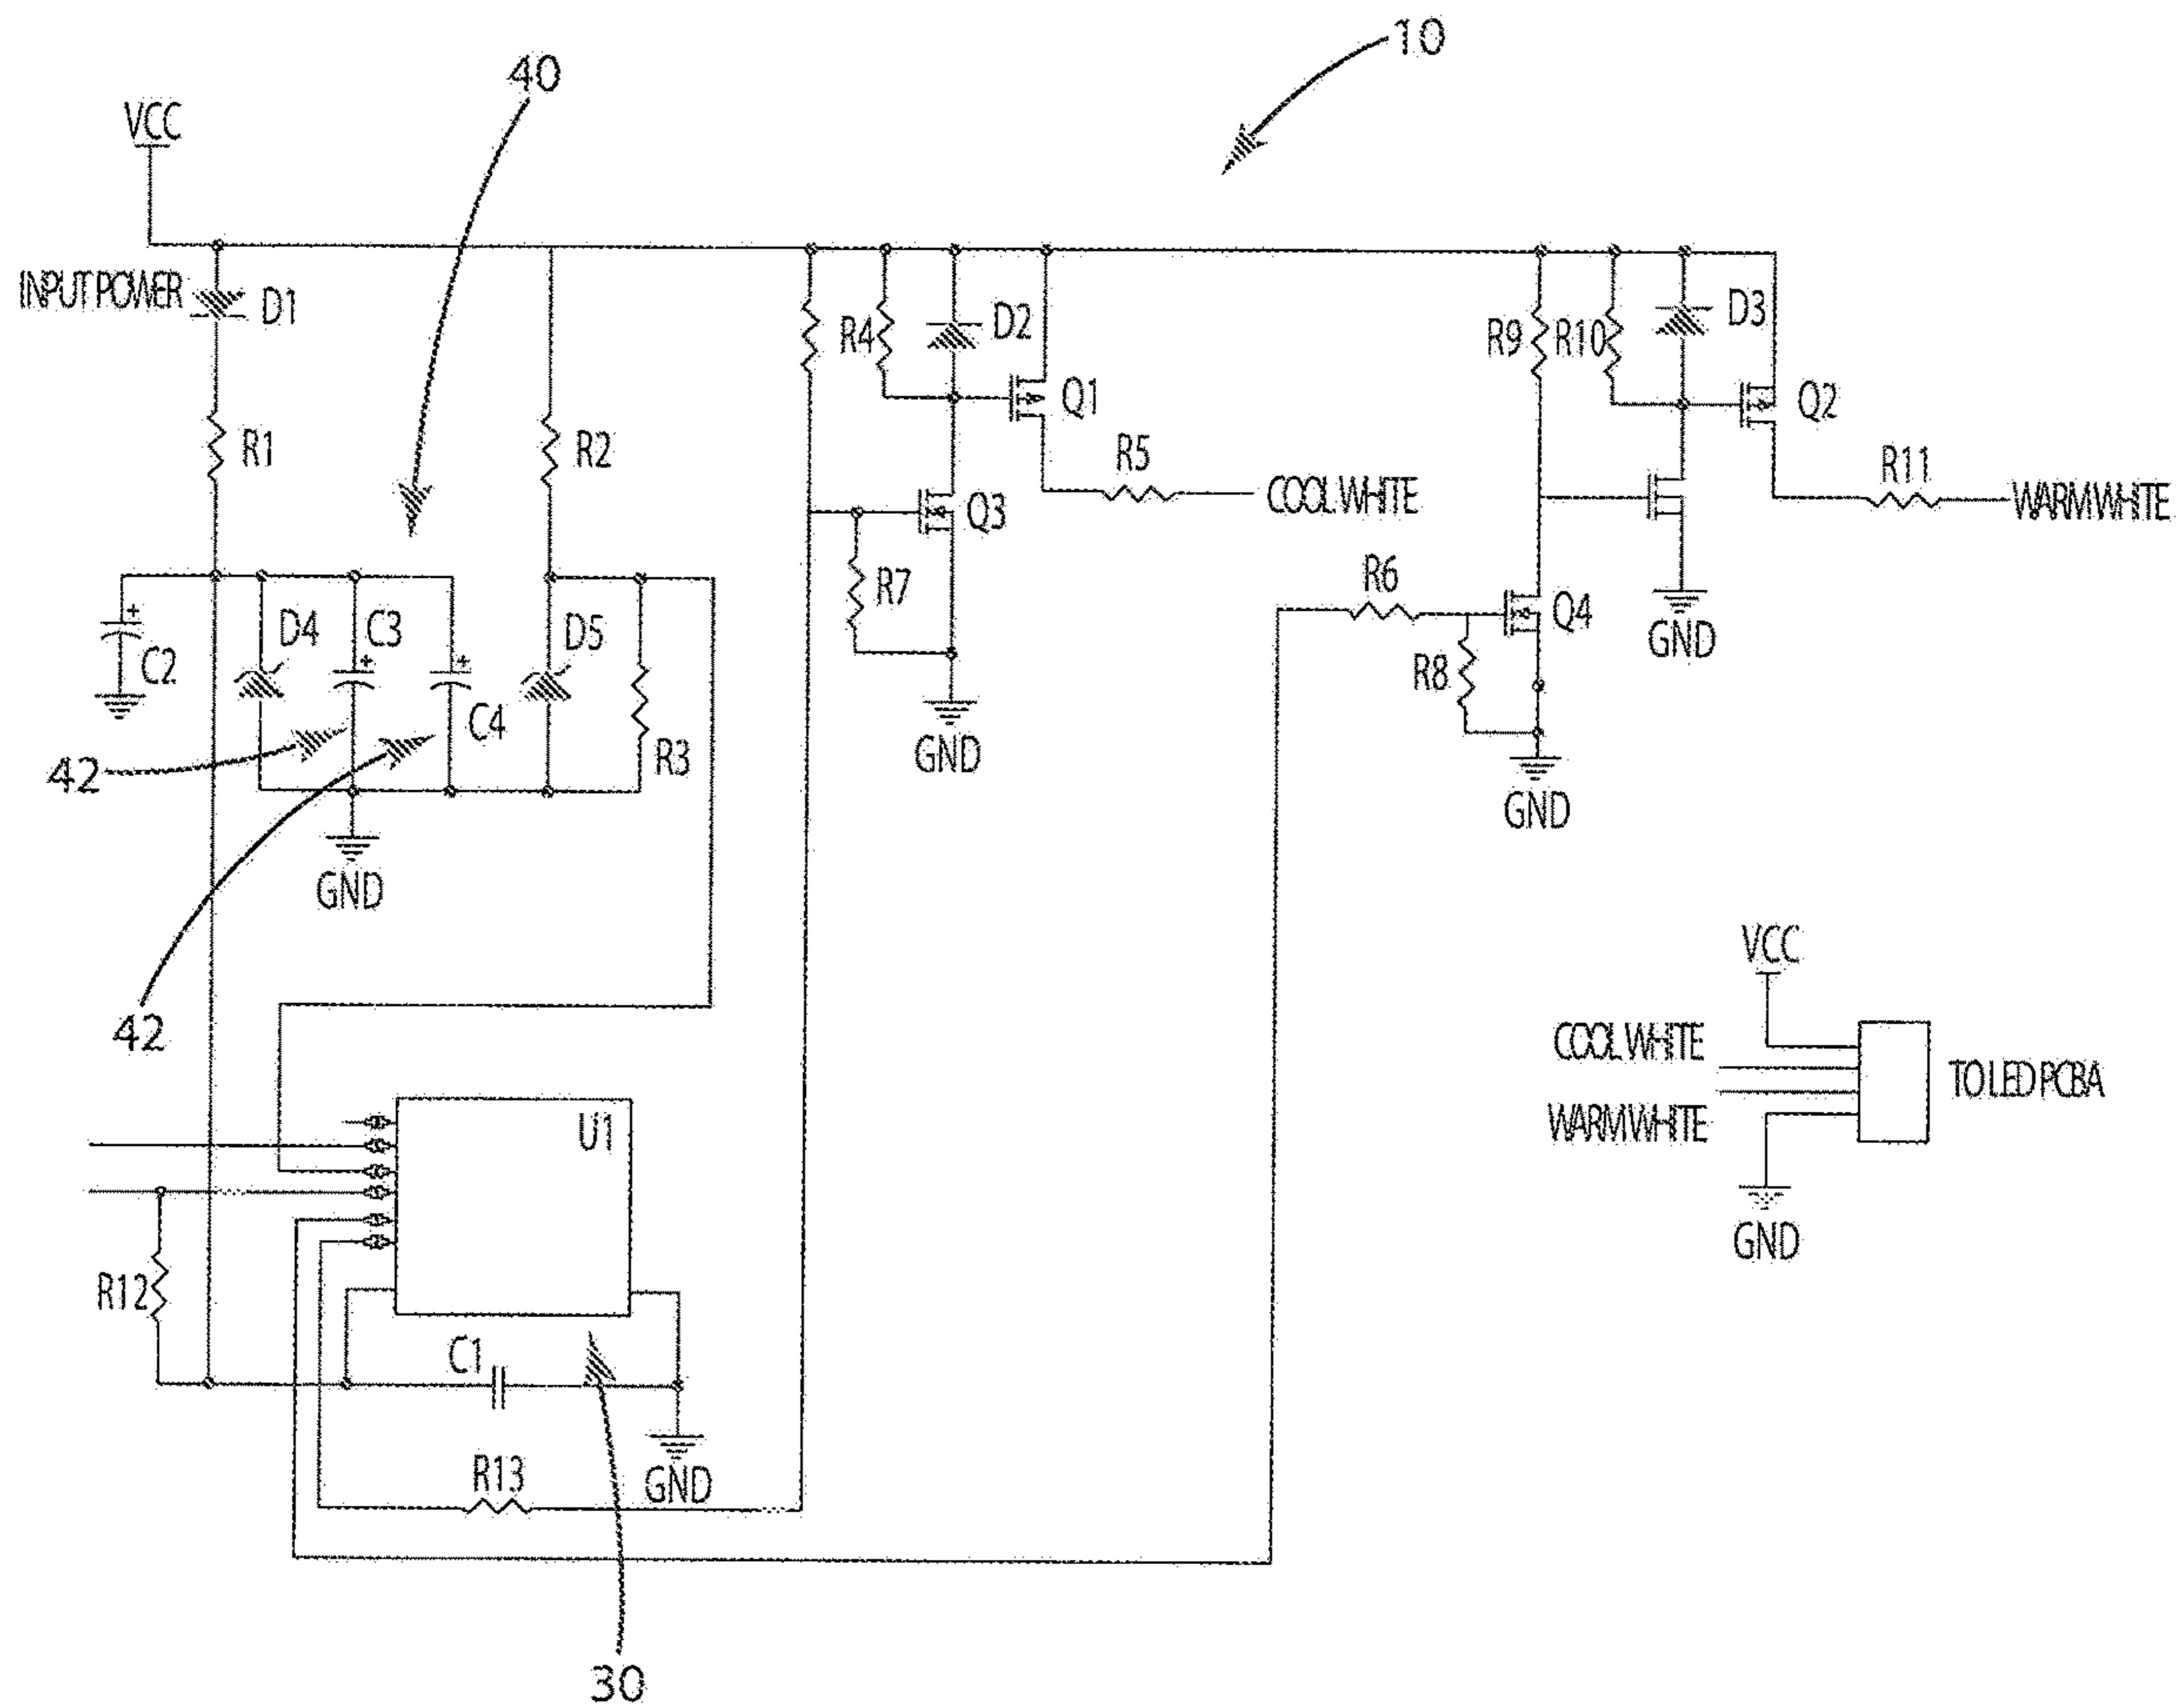 10
40
VCC
INPUT POWER
D1
R4
D2
Q1
R9
R10
D3
Q2
R1
R2
R5
COOL WHITE
R11
WARM WHITE
Q3
R7
R6
Q4
GND
R8
C2
D4
C3
D5
C4
R3
42
GND
GND
GND
42
VCC
COOL WHITE
WARM WHITE
TO LED PCBA
GND
U1
R12
C1
R13
GND
30